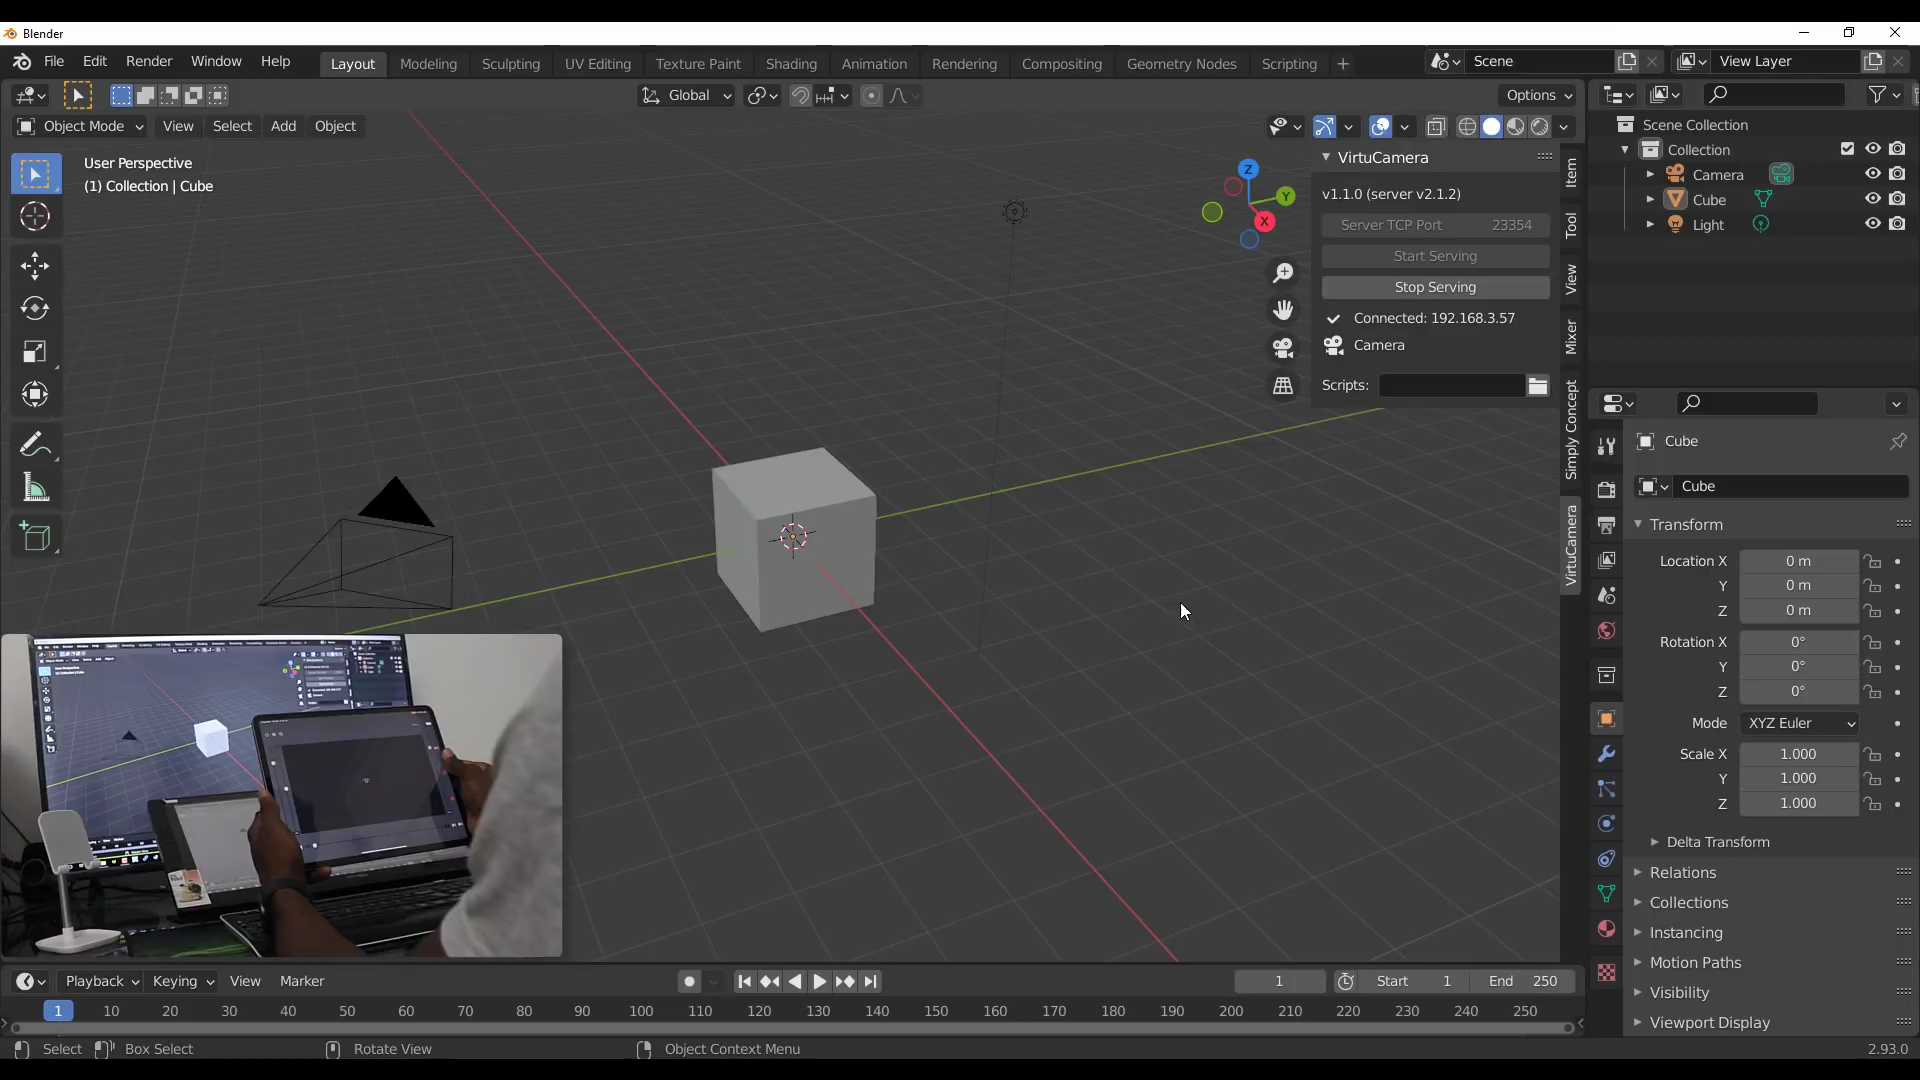 Blender
File Edit Render Window Help
Layout Modeling Sculpting UV Editing Texture Paint Shading Animation Rendering Compositing Geometry Nodes Scripting +
Scene
View Layer
Global
Options
Object Mode View Select Add Object
User Perspective
(1) Collection | Cube
Z
Y
X
VirtuCamera
v1.1.0 (server v2.1.2)
Server TCP Port 23354
Start Serving
Stop Serving
Connected: 192.168.3.57
Camera
Scripts:
Item
Tool
View
Mixer
Simply Concept
VirtuCamera
Scene Collection
Collection
Camera
Cube
Light
Cube
Cube
Transform
Location X 0 m
Y 0 m
Z 0 m
Rotation X 0°
Y 0°
Z 0°
Mode XYZ Euler
Scale X 1.000
Y 1.000
Z 1.000
Delta Transform
Relations
Collections
Instancing
Motion Paths
Visibility
Viewport Display
Playback Keying View Marker
1 Start 1 End 250
1 10 20 30 40 50 60 70 80 90 100 110 120 130 140 150 160 170 180 190 200 210 220 230 240 250
Select Box Select Rotate View Object Context Menu
2.93.0